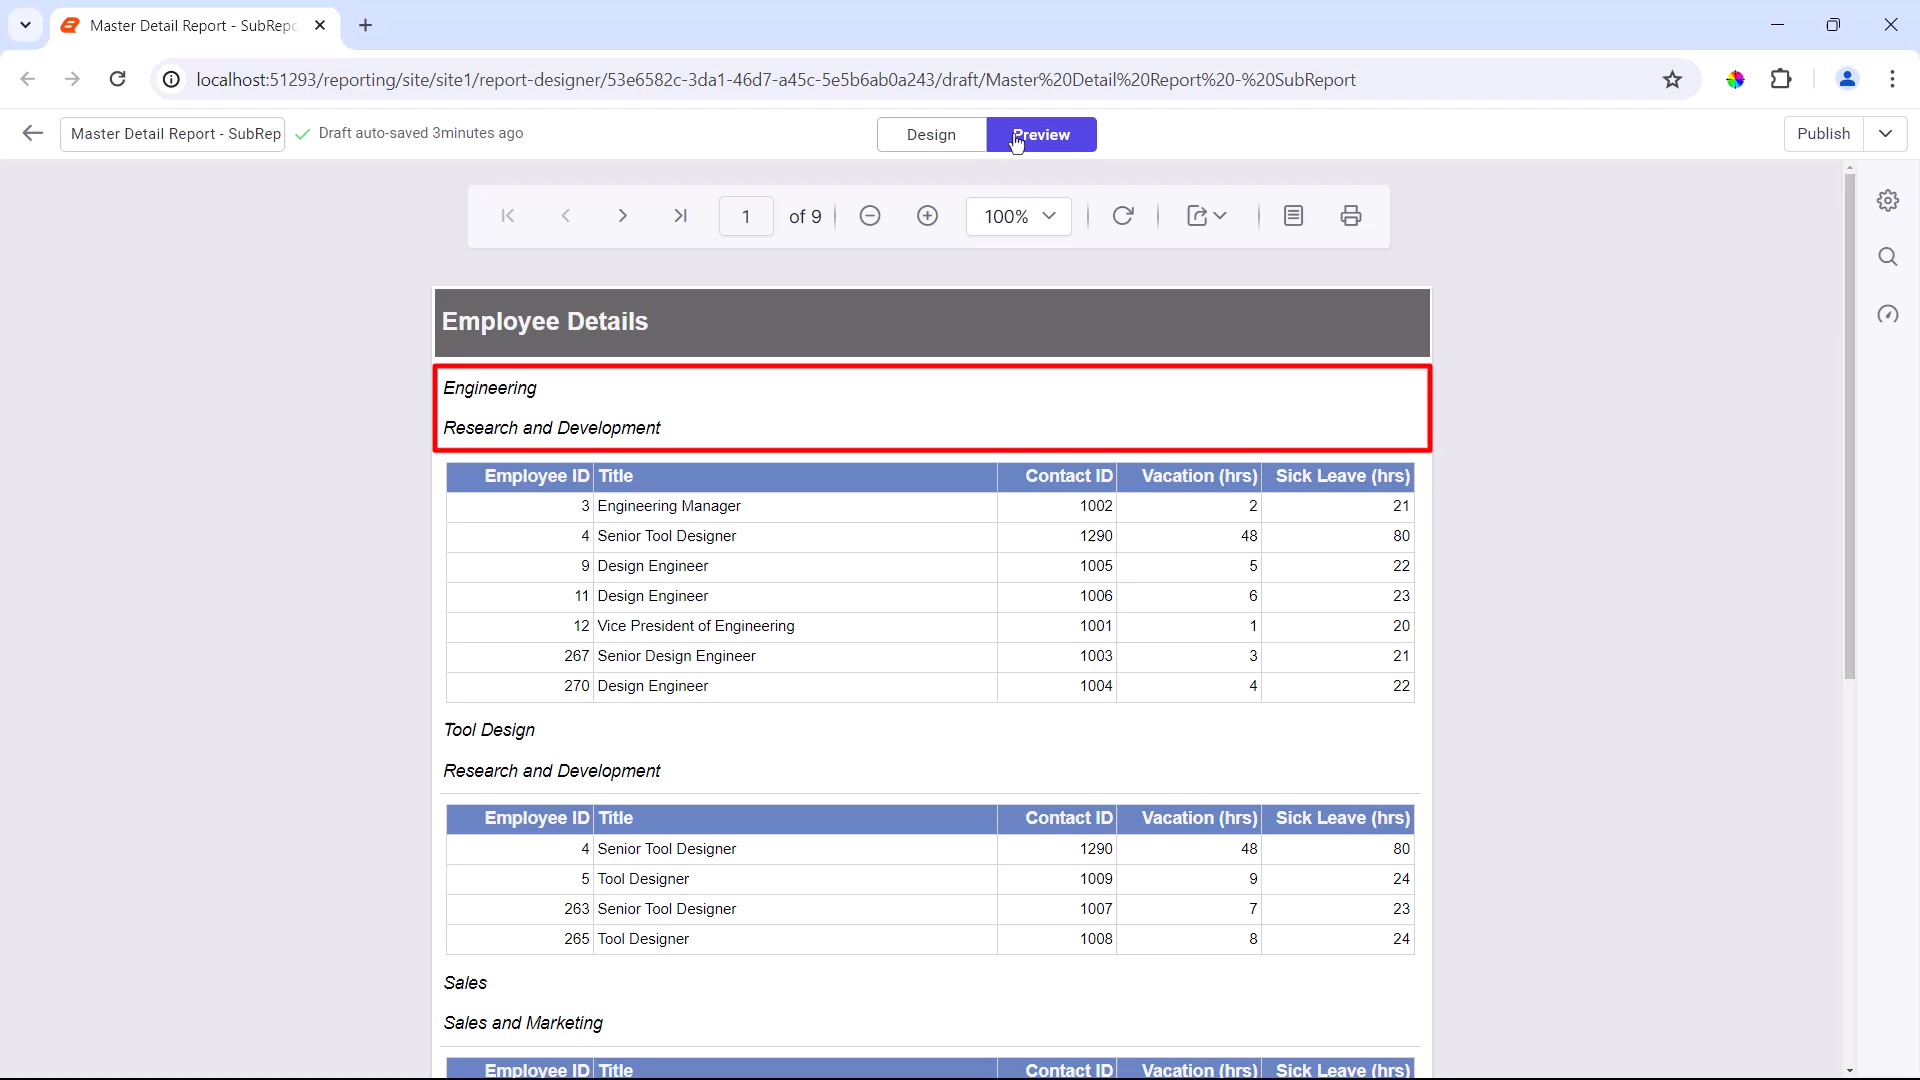 Master Detail Report - SubRepo
localhost:51293/reporting/site/site1/report-designer/53e6582c-3da1-46d7-a45c-5e5b6ab0a243/draft/Master%20Detail%20Report%20-%20SubReport
Master Detail Report - SubRep
Draft auto-saved 3minutes ago
Design
Preview
Publish
1 of 9
100%
Employee Details
Engineering
Research and Development
Employee ID Title Contact ID Vacation (hrs) Sick Leave (hrs)
3 Engineering Manager 1002 2 21
4 Senior Tool Designer 1290 48 80
9 Design Engineer 1005 5 22
11 Design Engineer 1006 6 23
12 Vice President of Engineering 1001 1 20
267 Senior Design Engineer 1003 3 21
270 Design Engineer 1004 4 22
Tool Design
Research and Development
Employee ID Title Contact ID Vacation (hrs) Sick Leave (hrs)
4 Senior Tool Designer 1290 48 80
5 Tool Designer 1009 9 24
263 Senior Tool Designer 1007 7 23
265 Tool Designer 1008 8 24
Sales
Sales and Marketing
Employee ID Title Contact ID Vacation (hrs) Sick Leave (hrs)